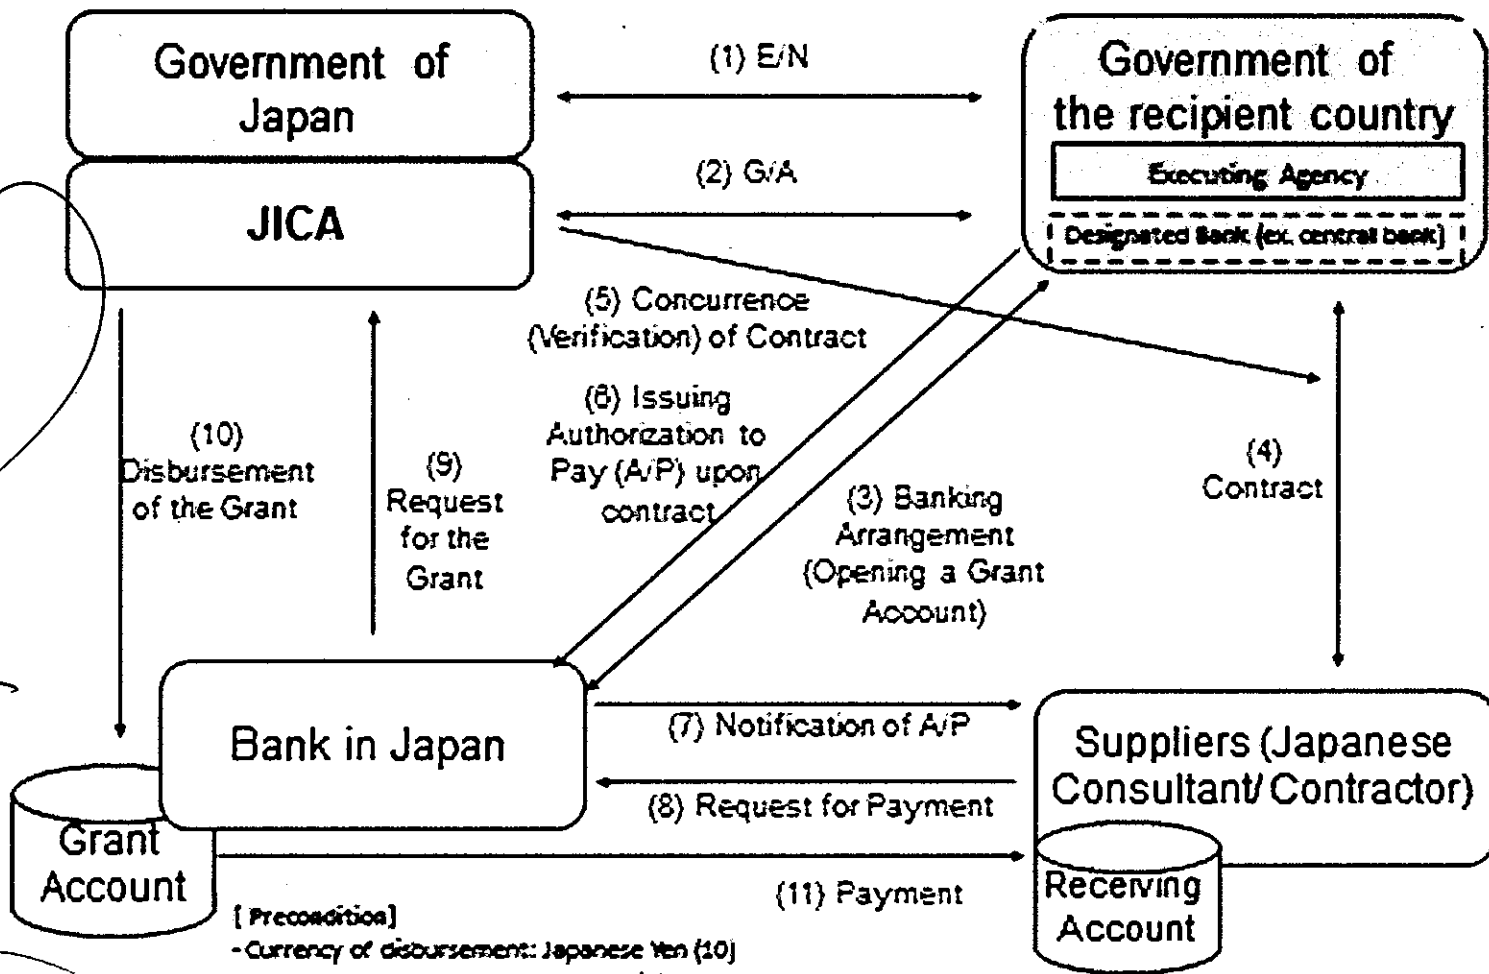 Government of
Japan
JICA
(1) E/N
(2) G/A
Government of
the recipient country
Executing Agency
Designated Bank (ex. central bank)
(5) Concurrence
(Verification) of Contract
(6) Issuing
Authorization to
Pay (A/P) upon
contract
(10)
Disbursement
of the Grant
(9)
Request
for the
Grant
(3) Banking
Arrangement
(Opening a Grant
Account)
(4)
Contract
Bank in Japan
(7) Notification of A/P
(8) Request for Payment
Suppliers (Japanese
Consultant/Contractor)
Grant
Account
(11) Payment
Receiving
Account
[ Precondition]
- Currency of disbursement: Japanese Yen (10)